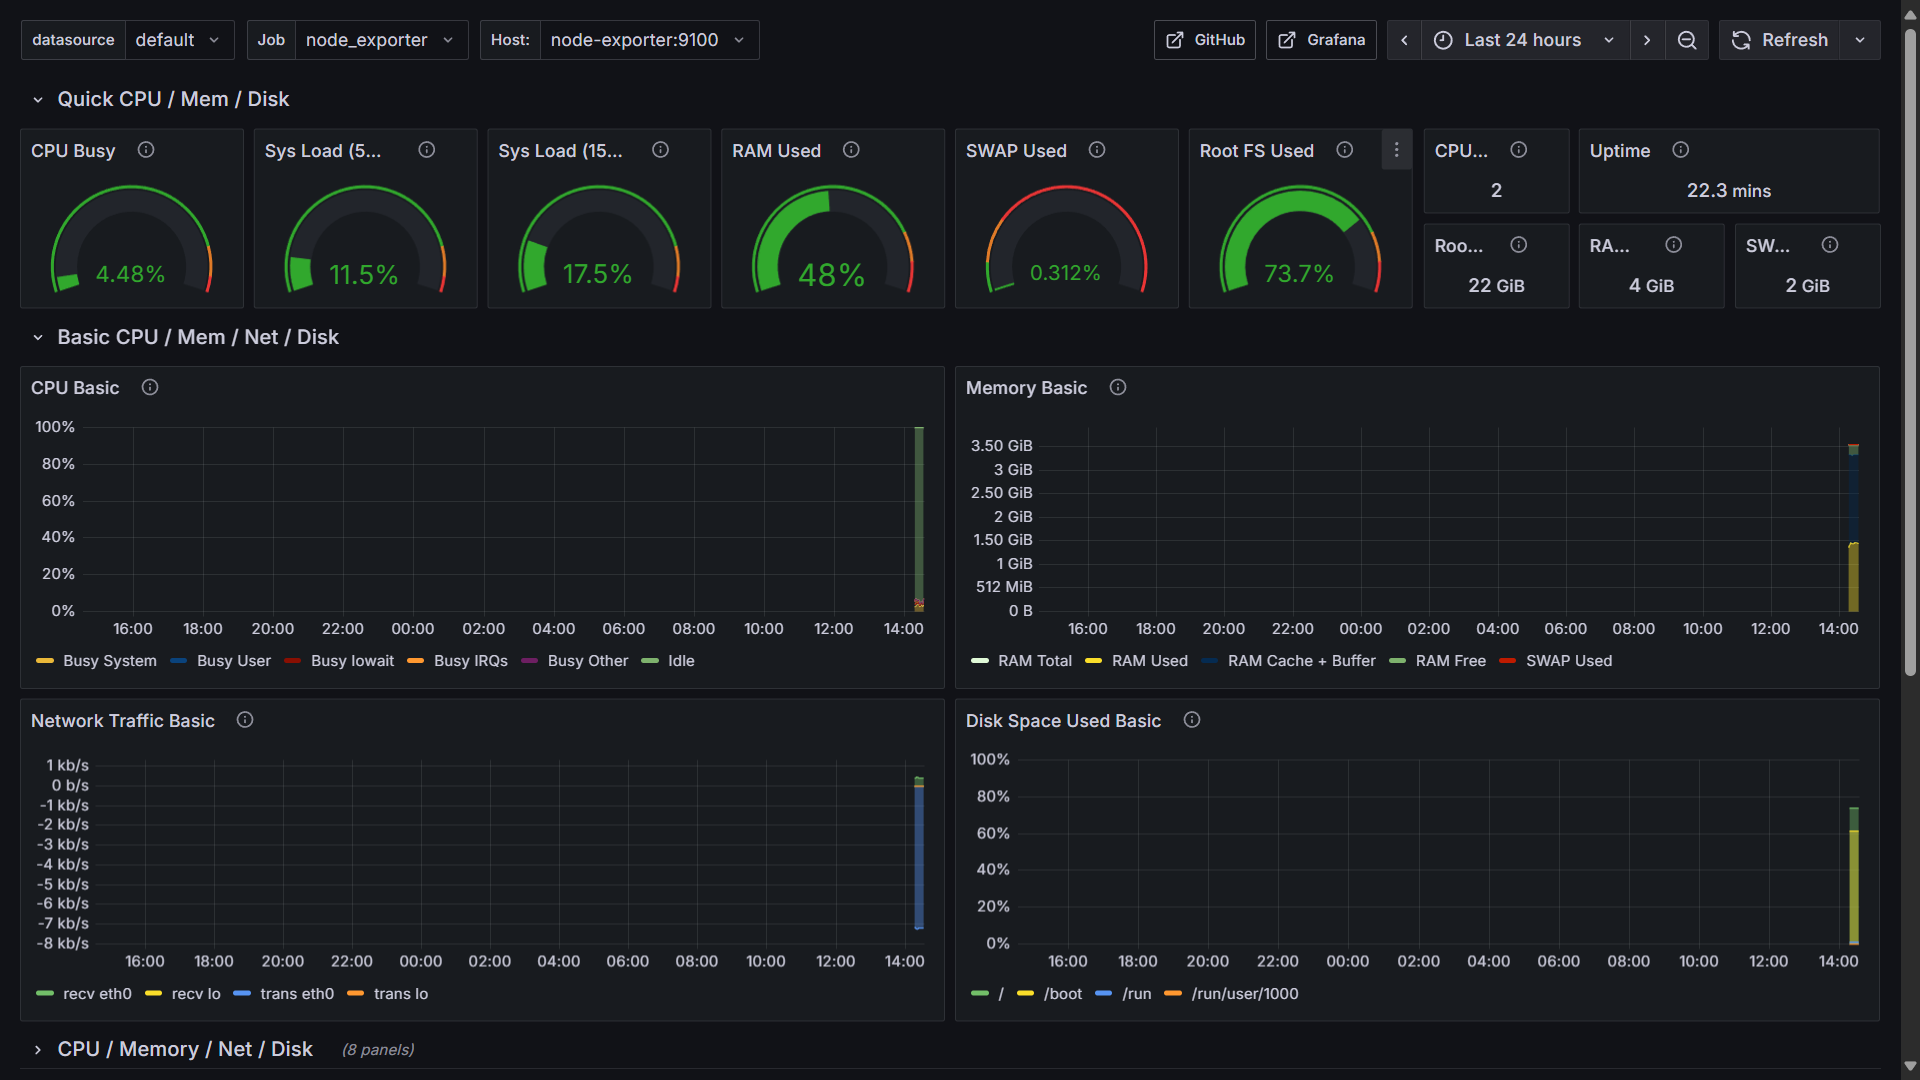 datasource default Job node_exporter Host: node-exporter:9100 GitHub Grafana Last 24 hours Refresh
Quick CPU / Mem / Disk
CPU Busy
4.48%
Sys Load (5...
11.5%
Sys Load (15...
17.5%
RAM Used
48%
SWAP Used
0.312%
Root FS Used
73.7%
CPU...
2
Uptime
22.3 mins
Roo...
22 GiB
RA...
4 GiB
SW...
2 GiB
Basic CPU / Mem / Net / Disk
CPU Basic
100%
80%
60%
40%
20%
0%
16:00 18:00 20:00 22:00 00:00 02:00 04:00 06:00 08:00 10:00 12:00 14:00
Busy System Busy User Busy Iowait Busy IRQs Busy Other Idle
Memory Basic
3.50 GiB
3 GiB
2.50 GiB
2 GiB
1.50 GiB
1 GiB
512 MiB
0 B
16:00 18:00 20:00 22:00 00:00 02:00 04:00 06:00 08:00 10:00 12:00 14:00
RAM Total RAM Used RAM Cache + Buffer RAM Free SWAP Used
Network Traffic Basic
1 kb/s
0 b/s
-1 kb/s
-2 kb/s
-3 kb/s
-4 kb/s
-5 kb/s
-6 kb/s
-7 kb/s
-8 kb/s
16:00 18:00 20:00 22:00 00:00 02:00 04:00 06:00 08:00 10:00 12:00 14:00
recv eth0 recv lo trans eth0 trans lo
Disk Space Used Basic
100%
80%
60%
40%
20%
0%
16:00 18:00 20:00 22:00 00:00 02:00 04:00 06:00 08:00 10:00 12:00 14:00
/ /boot /run /run/user/1000
CPU / Memory / Net / Disk (8 panels)